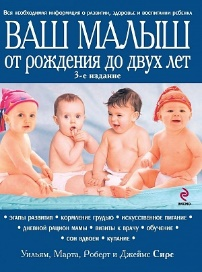 Вся необходимая информация о развитии, здоровье и воспитании ребенка
ВАШ МАЛЫШ
ОТ РОЖДЕНИЯ ДО ДВУХ ЛЕТ
3-е издание
ЭКСМО
• ЭТАПЫ РАЗВИТИЯ • КОРМЛЕНИЕ ГРУДЬЮ • ИСКУССТВЕННОЕ ПИТАНИЕ
• ДНЕВНОЙ РАЦИОН МАМЫ • ВИЗИТЫ К ВРАЧУ • ОБУЧЕНИЕ •
• СОН ВДВОЕМ • КУПАНИЕ •
Уильям, Марта, Роберт и Джеймс Сирс